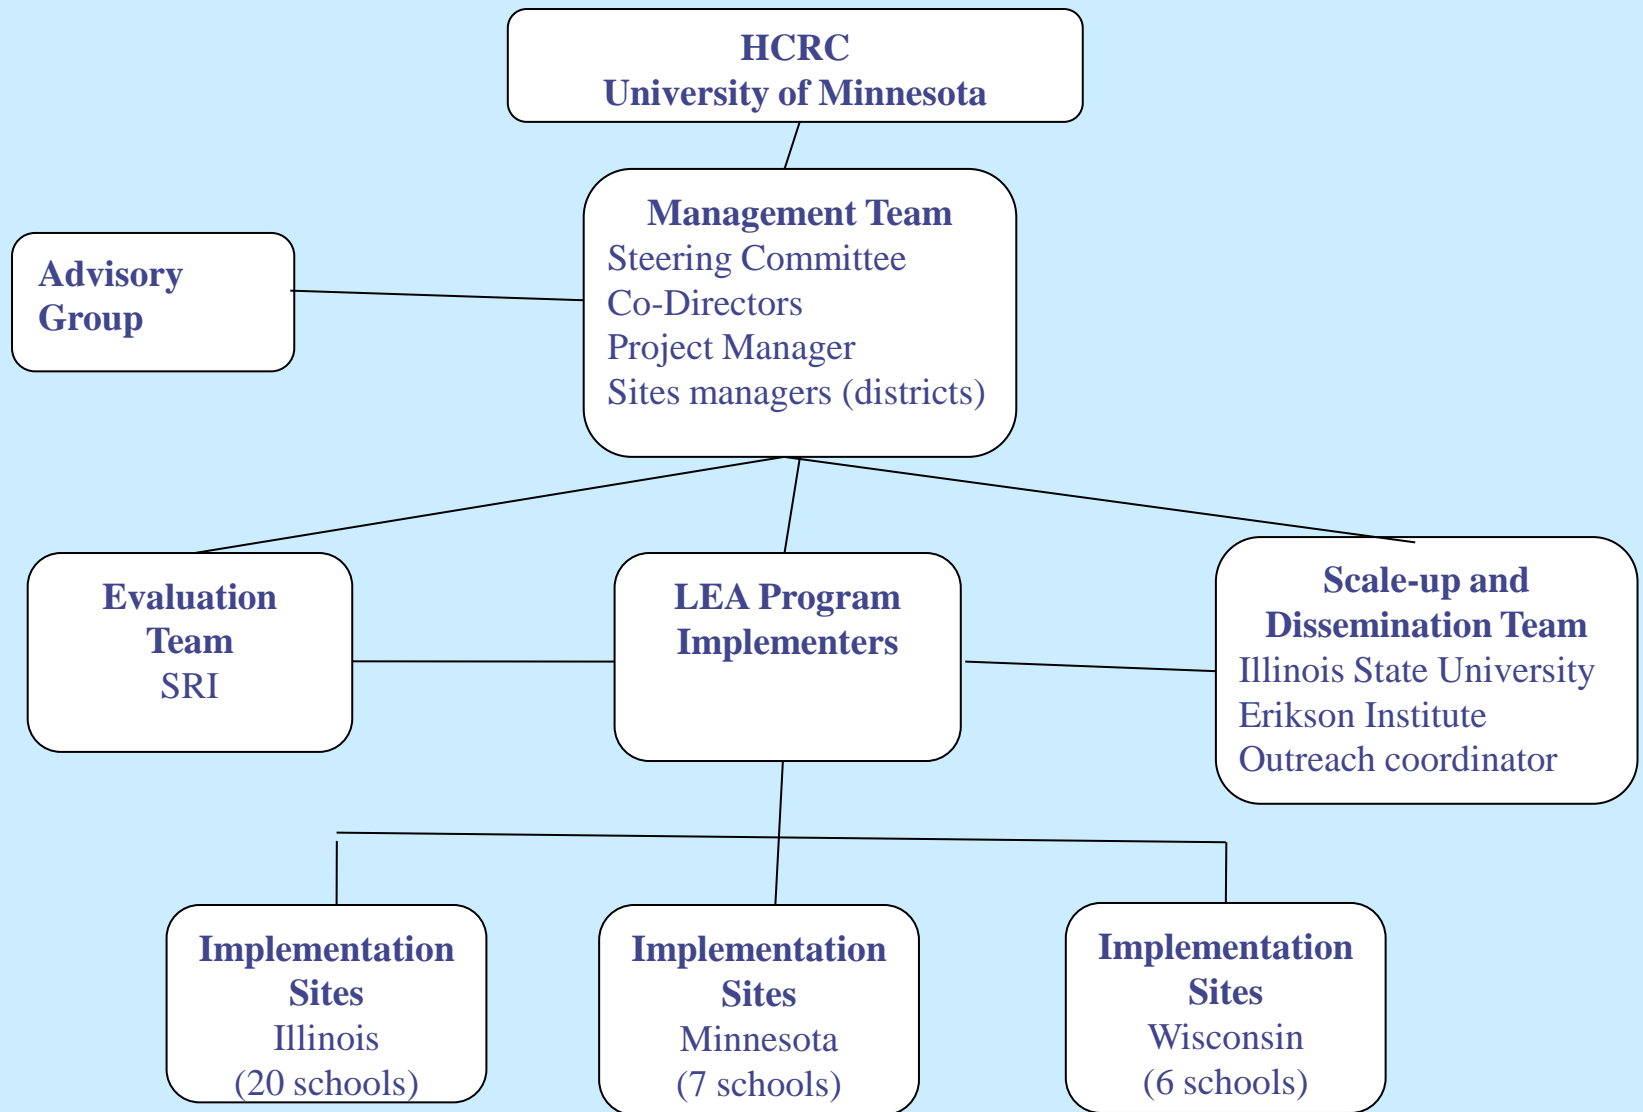 HCRC
University of Minnesota
Management Team
Steering Committee
Co-Directors
Project Manager
Sites managers (districts)
Advisory
Group
Evaluation
Team
SRI
LEA Program
Implementers
Scale-up and
Dissemination Team
Illinois State University
Erikson Institute
Outreach coordinator
Implementation
Sites
Illinois
(20 schools)
Implementation
Sites
Minnesota
(7 schools)
Implementation
Sites
Wisconsin
(6 schools)